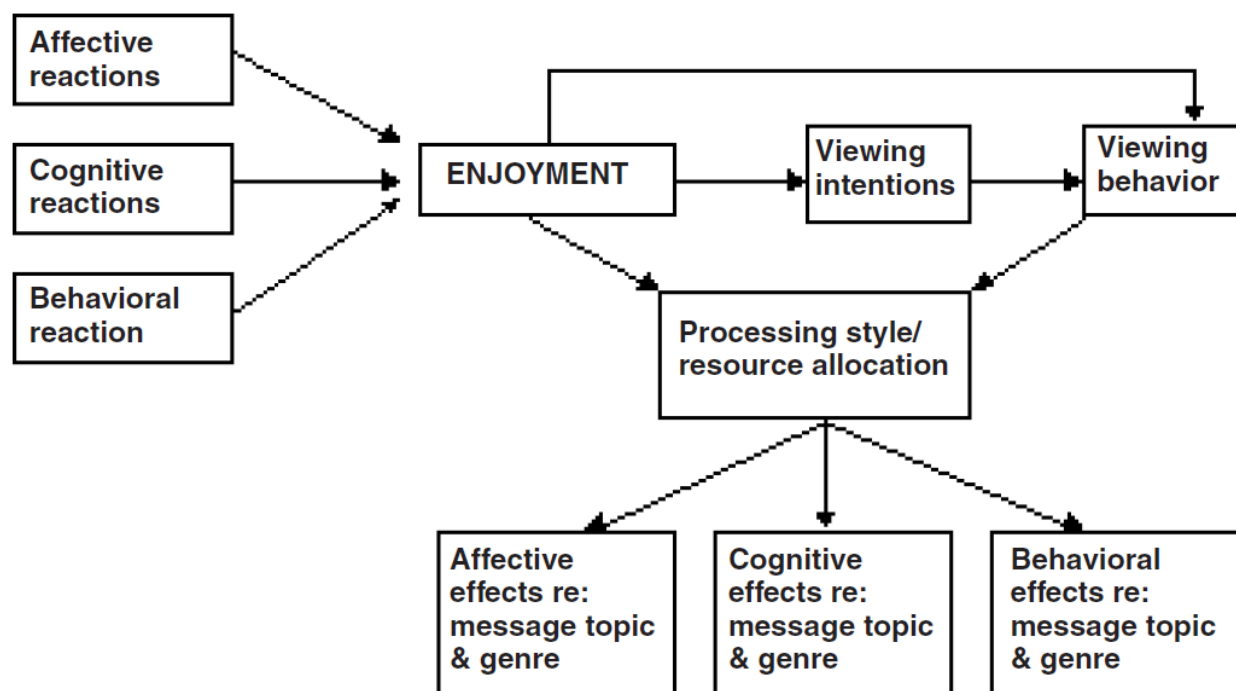 Affective
reactions
Cognitive
reactions
Behavioral
reaction
ENJOYMENT
Viewing
intentions
Viewing
behavior
Processing style/
resource allocation
Affective
effects re:
message topic
& genre
Cognitive
effects re:
message topic
& genre
Behavioral
effects re:
message topic
& genre